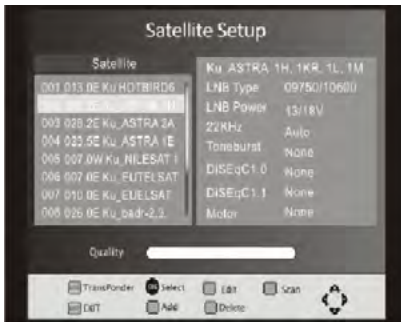 Satellite Setup
Satellite
Ku_ASTRA 1H, 1KR, 1L, 1M
001 013.0E Ku HOTBIRD6
LNB Type 09750/10600
LNB Power 13/18V
003 028.2E Ku_ASTRA 2A
22KHz Auto
004 023.5E Ku_ASTRA 1E
Toneburst None
005 007.0W Ku_NILESAT 1
DiSEqC1.0 None
006 007.0E Ku_EUTELSAT
DiSEqC1.1 None
007 010.0E Ku_EUELSAT
Motor None
008 026.0E Ku_badr-2,3,
Quality
TransPonder
Select
Edit
Scan
EXIT
Add
Delete